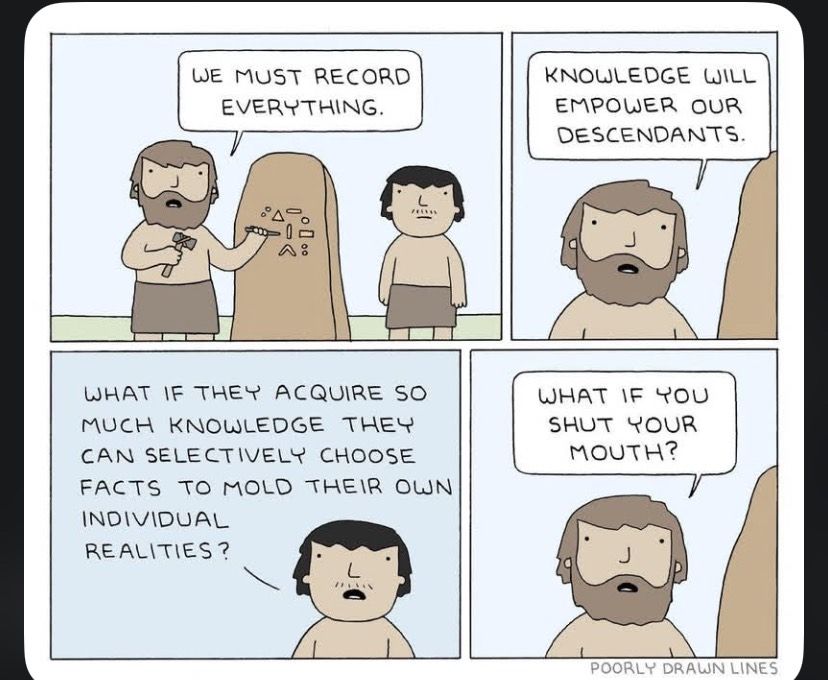 WE MUST RECORD
EVERYTHING.
KNOWLEDGE WILL
EMPOWER OUR
DESCENDANTS.
WHAT IF THEY ACQUIRE SO
MUCH KNOWLEDGE THEY
CAN SELECTIVELY CHOOSE
FACTS TO MOLD THEIR OWN
INDIVIDUAL
REALITIES?
WHAT IF YOU
SHUT YOUR
MOUTH?
POORLY DRAWN LINES